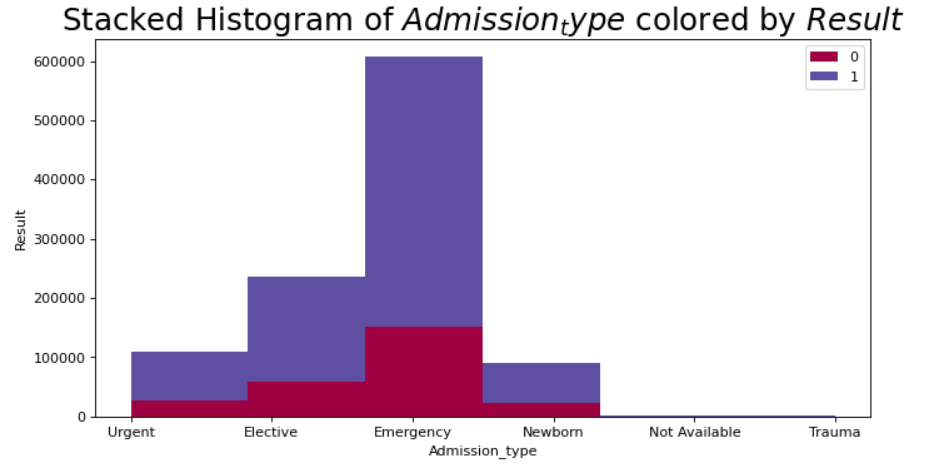 Stacked Histogram of Admissionₜype colored by Result
0
1
600000
500000
400000
300000
200000
100000
0
Result
Urgent Elective Emergency Newborn Not Available Trauma
Admission_type